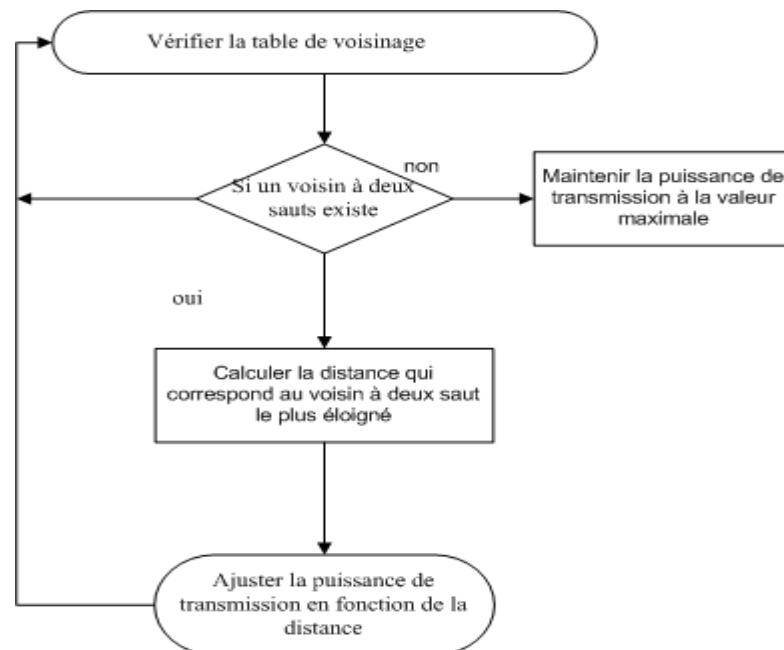 Vérifier la table de voisinage
non
Si un voisin à deux
sauts existe
Maintenir la puissance de
transmission à la valeur
maximale
oui
Calculer la distance qui
correspond au voisin à deux saut
le plus éloigné
Ajuster la puissance de
transmission en fonction de la
distance